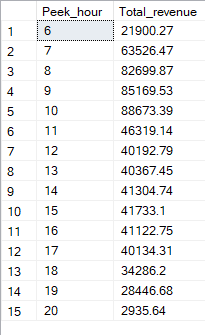 Peek_hour Total_revenue
1 6 21900.27
2 7 63526.47
3 8 82699.87
4 9 85169.53
5 10 88673.39
6 11 46319.14
7 12 40192.79
8 13 40367.45
9 14 41304.74
10 15 41733.1
11 16 41122.75
12 17 40134.31
13 18 34286.2
14 19 28446.68
15 20 2935.64